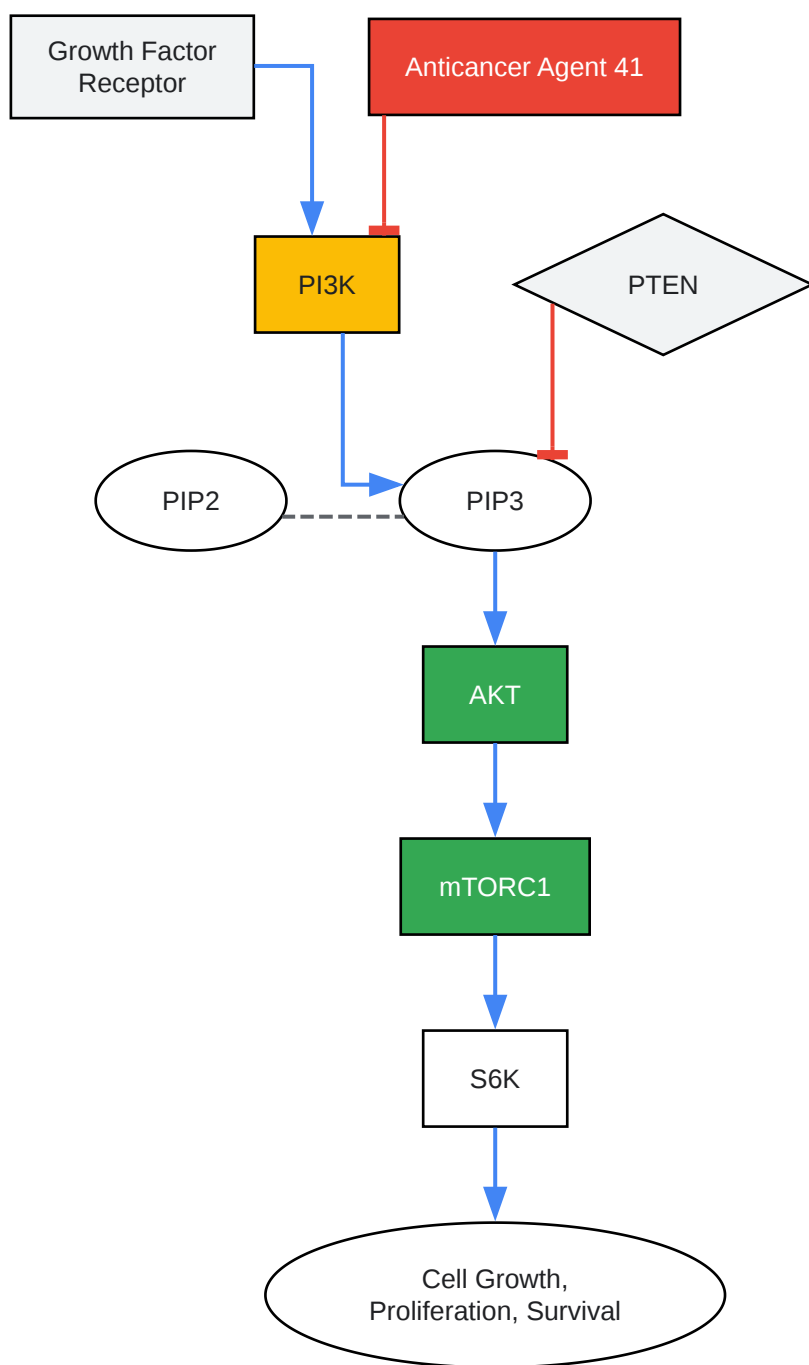 Growth Factor
Receptor
Anticancer Agent 41
PI3K
PTEN
PIP2
PIP3
AKT
mTORC1
S6K
Cell Growth,
Proliferation, Survival